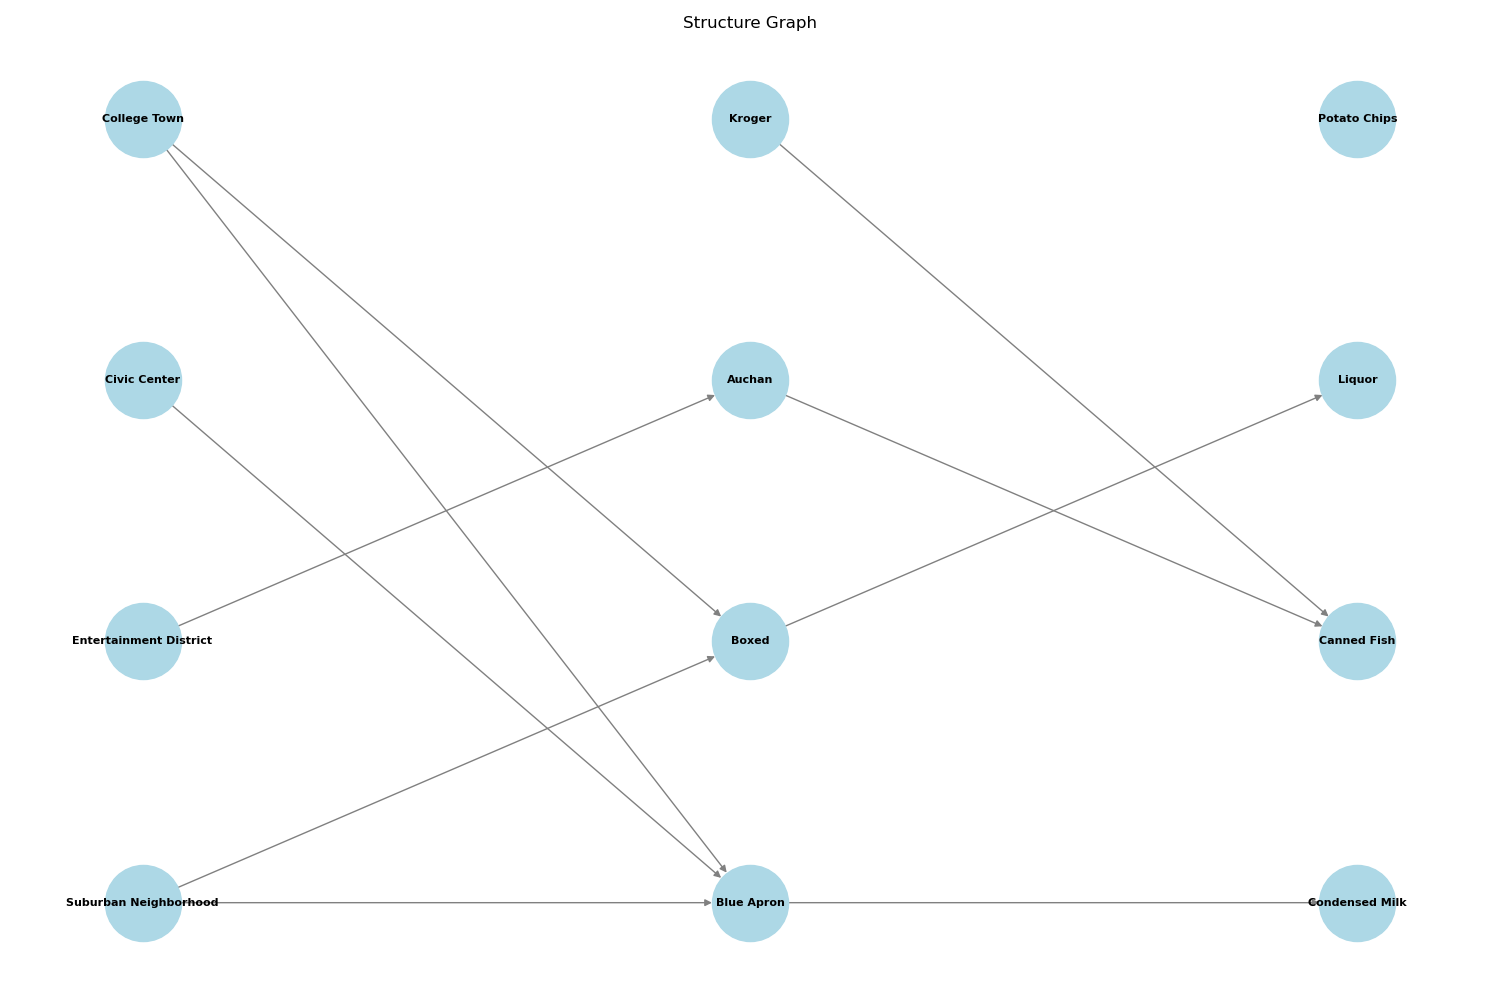 Structure Graph
College Town
Kroger
Potato Chips
Civic Center
Auchan
Liquor
Entertainment District
Boxed
Canned Fish
Suburban Neighborhood
Blue Apron
Condensed Milk